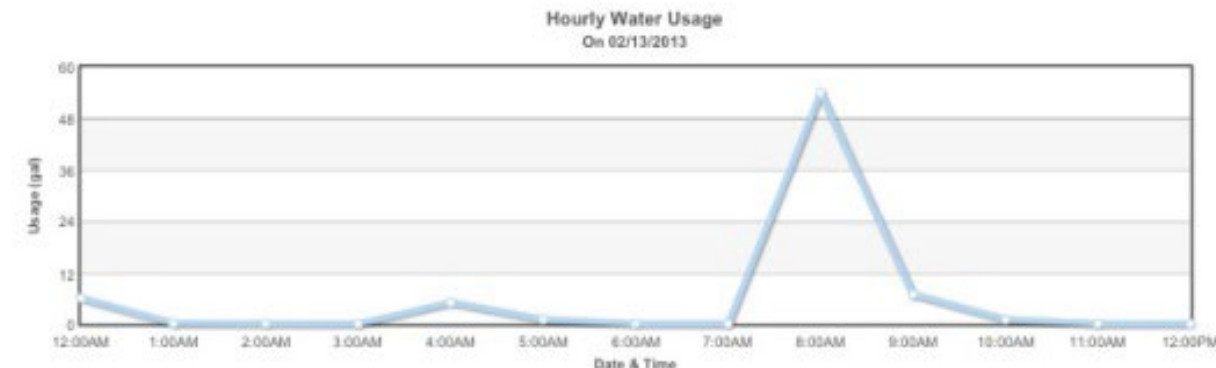 Hourly Water Usage
On 02/13/2013
60
48
36
24
12
0
Usage (gal)
12:00AM 1:00AM 2:00AM 3:00AM 4:00AM 5:00AM 6:00AM 7:00AM 8:00AM 9:00AM 10:00AM 11:00AM 12:00PM
Date & Time